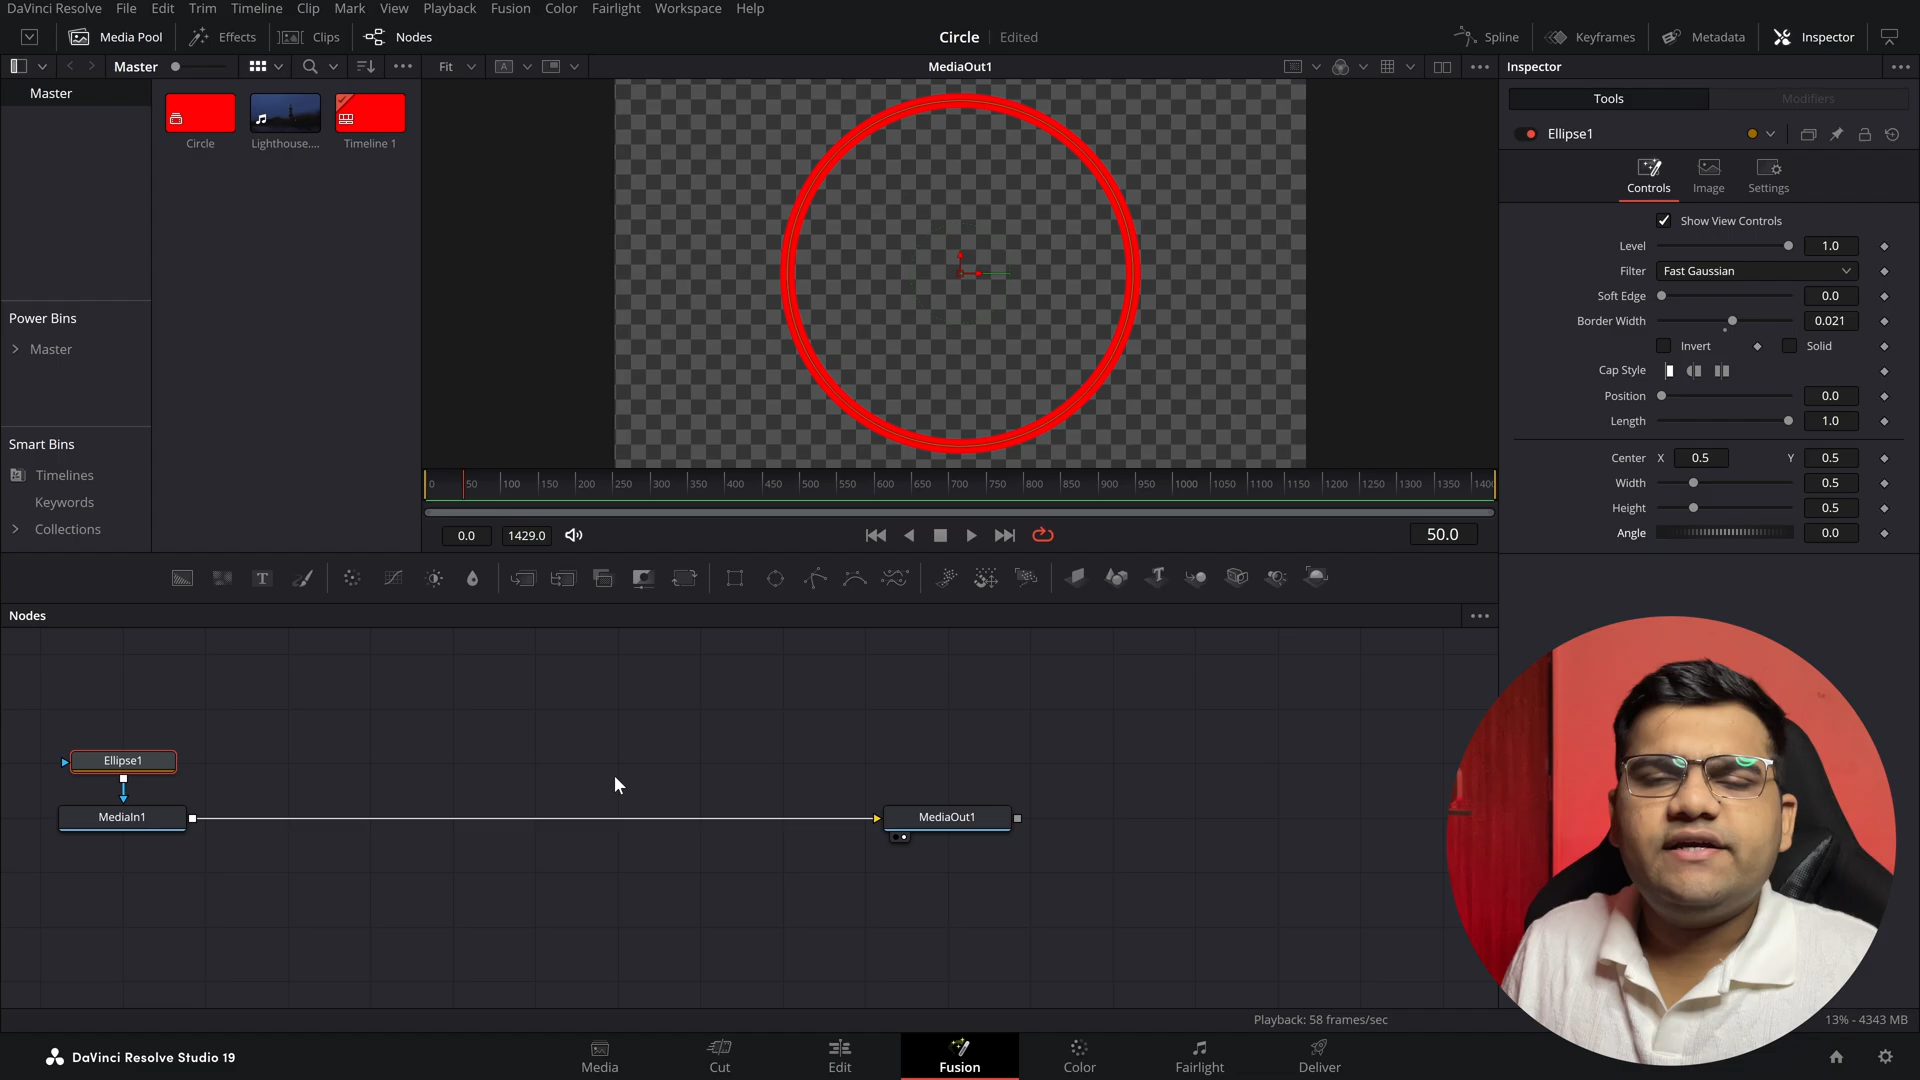 DaVinci Resolve File Edit Trim Timeline Clip Mark View Playback Fusion Color Fairlight Workspace Help
Media Pool Effects Clips Nodes Circle Edited Spline Keyframes Metadata Inspector
Master Fit A MediaOut1 Inspector
Master
Circle Lighthouse.... Timeline 1
Power Bins
Master
Smart Bins
Timelines
Keywords
Collections
Tools Modifiers
Ellipse1
Controls Image Settings
Show View Controls
Level 1.0
Filter Fast Gaussian
Soft Edge 0.0
Border Width 0.021
Invert Solid
Cap Style
Position 0.0
Length 1.0
Center X 0.5 Y 0.5
Width 0.5
Height 0.5
Angle 0.0
0 50 100 150 200 250 300 350 400 450 500 550 600 650 700 750 800 850 900 950 1000 1050 1100 1150 1200 1250 1300 1350 1400
0.0 1429.0 50.0
Nodes
Ellipse1
MediaIn1 MediaOut1
Playback: 58 frames/sec 13% - 4343 MB
DaVinci Resolve Studio 19 Media Cut Edit Fusion Color Fairlight Deliver